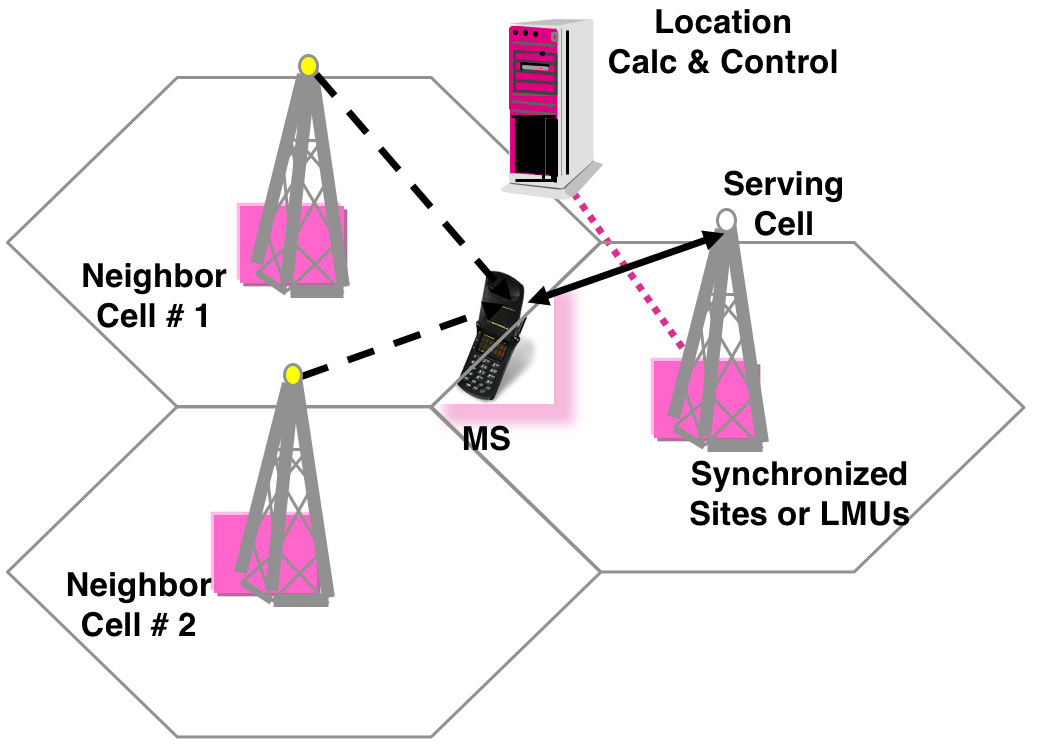 Location
Calc & Control
Serving
Cell
Neighbor
Cell # 1
MS
Synchronized
Sites or LMUs
Neighbor
Cell # 2